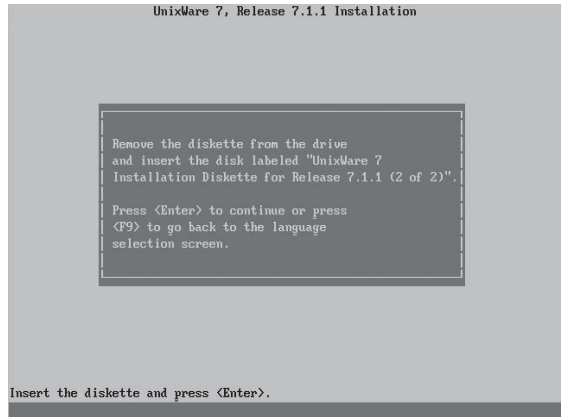 UnixWare 7, Release 7.1.1 Installation
Remove the diskette from the drive
and insert the disk labeled "UnixWare 7
Installation Diskette for Release 7.1.1 (2 of 2)".
Press <Enter> to continue or press
<F9> to go back to the language
selection screen.
Insert the diskette and press <Enter>.